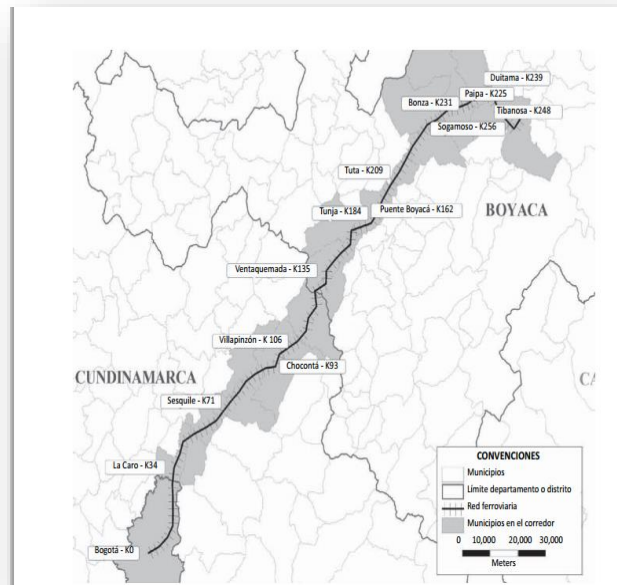 Duitama - K239
Paipa - K225
Bonza - K231
Tibanosa - K248
Sogamoso - K256
Tuta - K209
Tunja - K184
Puente Boyacá - K162
BOYACA
Ventaquemada - K135
Villapinzón - K 106
Chocontá - K93
CUNDINAMARCA
CA
Sesquile - K71
La Caro - K34
Bogotá - K0
CONVENCIONES
Municipios
Límite departamento o distrito
Red ferroviaria
Municipios en el corredor
0 10,000 20,000 30,000
Meters